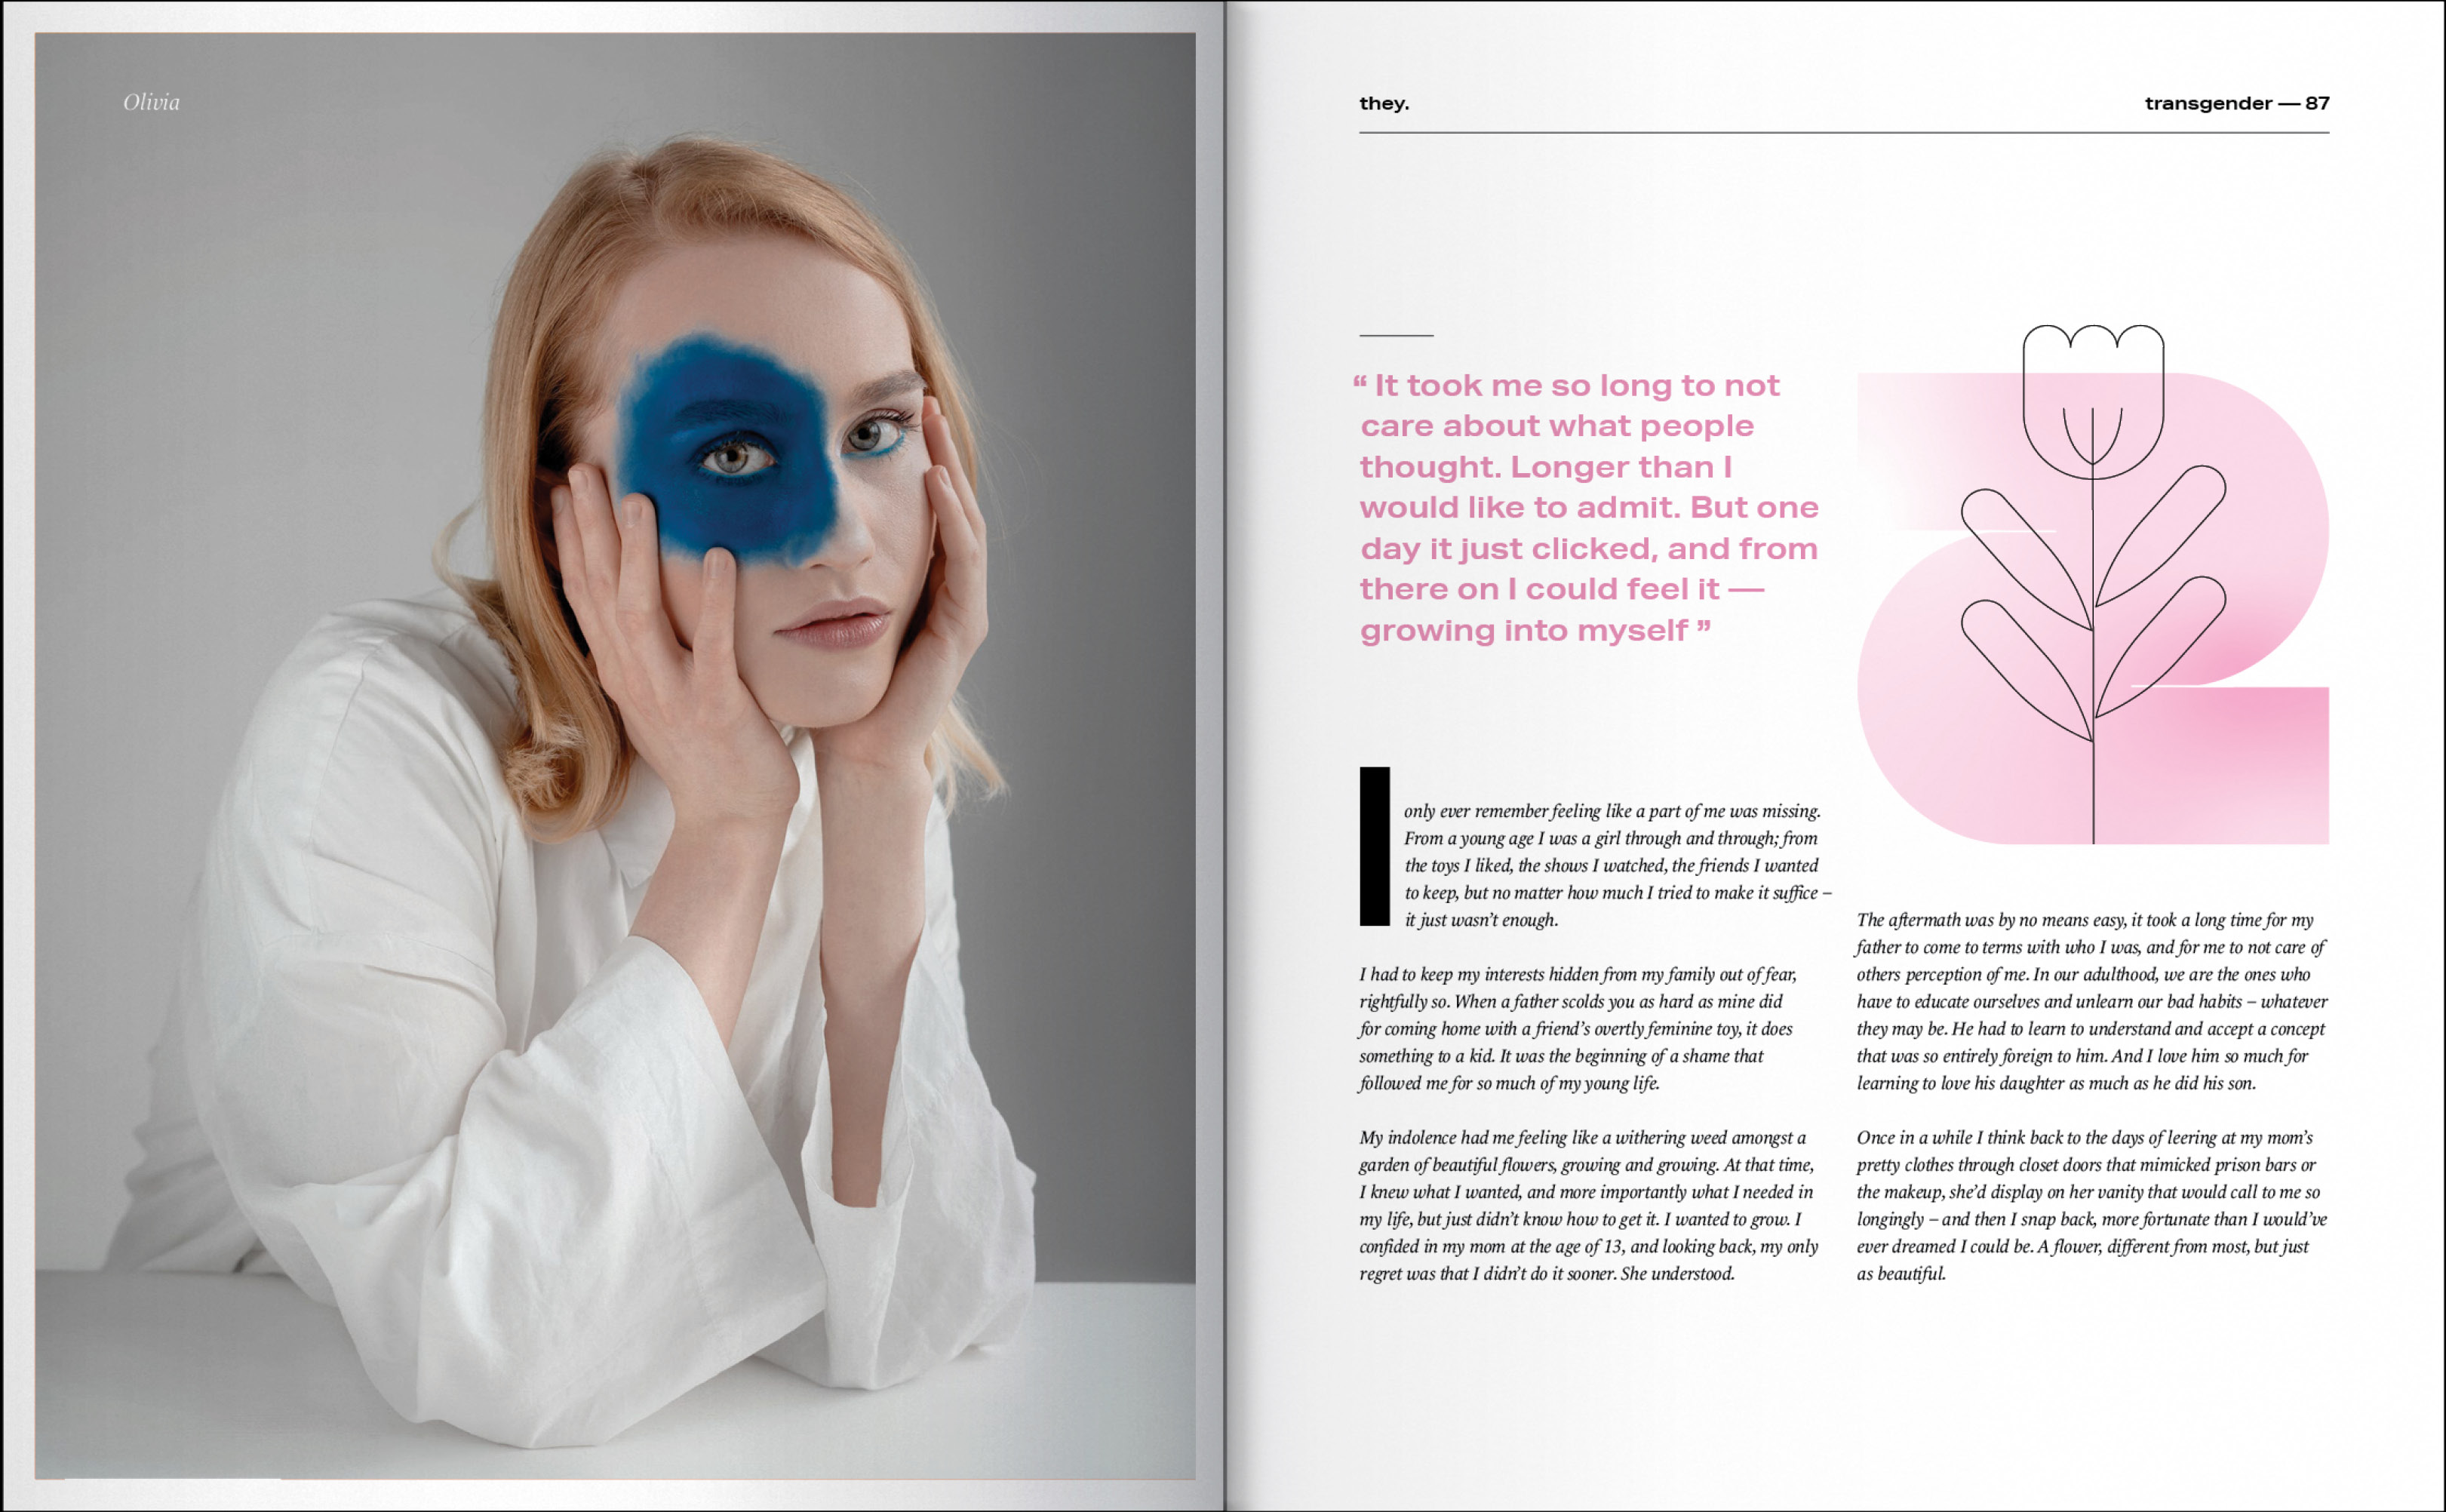 Olivia
they.
transgender — 87
“ It took me so long to not
care about what people
thought. Longer than I
would like to admit. But one
day it just clicked, and from
there on I could feel it —
growing into myself ”
I only ever remember feeling like a part of me was missing.
From a young age I was a girl through and through; from
the toys I liked, the shows I watched, the friends I wanted
to keep, but no matter how much I tried to make it suffice –
it just wasn’t enough.
I had to keep my interests hidden from my family out of fear,
rightfully so. When a father scolds you as hard as mine did
for coming home with a friend’s overtly feminine toy, it does
something to a kid. It was the beginning of a shame that
followed me for so much of my young life.
My indolence had me feeling like a withering weed amongst a
garden of beautiful flowers, growing and growing. At that time,
I knew what I wanted, and more importantly what I needed in
my life, but just didn’t know how to get it. I wanted to grow. I
confided in my mom at the age of 13, and looking back, my only
regret was that I didn’t do it sooner. She understood.
The aftermath was by no means easy, it took a long time for my
father to come to terms with who I was, and for me to not care of
others perception of me. In our adulthood, we are the ones who
have to educate ourselves and unlearn our bad habits – whatever
they may be. He had to learn to understand and accept a concept
that was so entirely foreign to him. And I love him so much for
learning to love his daughter as much as he did his son.
Once in a while I think back to the days of leering at my mom’s
pretty clothes through closet doors that mimicked prison bars or
the makeup, she’d display on her vanity that would call to me so
longingly – and then I snap back, more fortunate than I would’ve
ever dreamed I could be. A flower, different from most, but just
as beautiful.